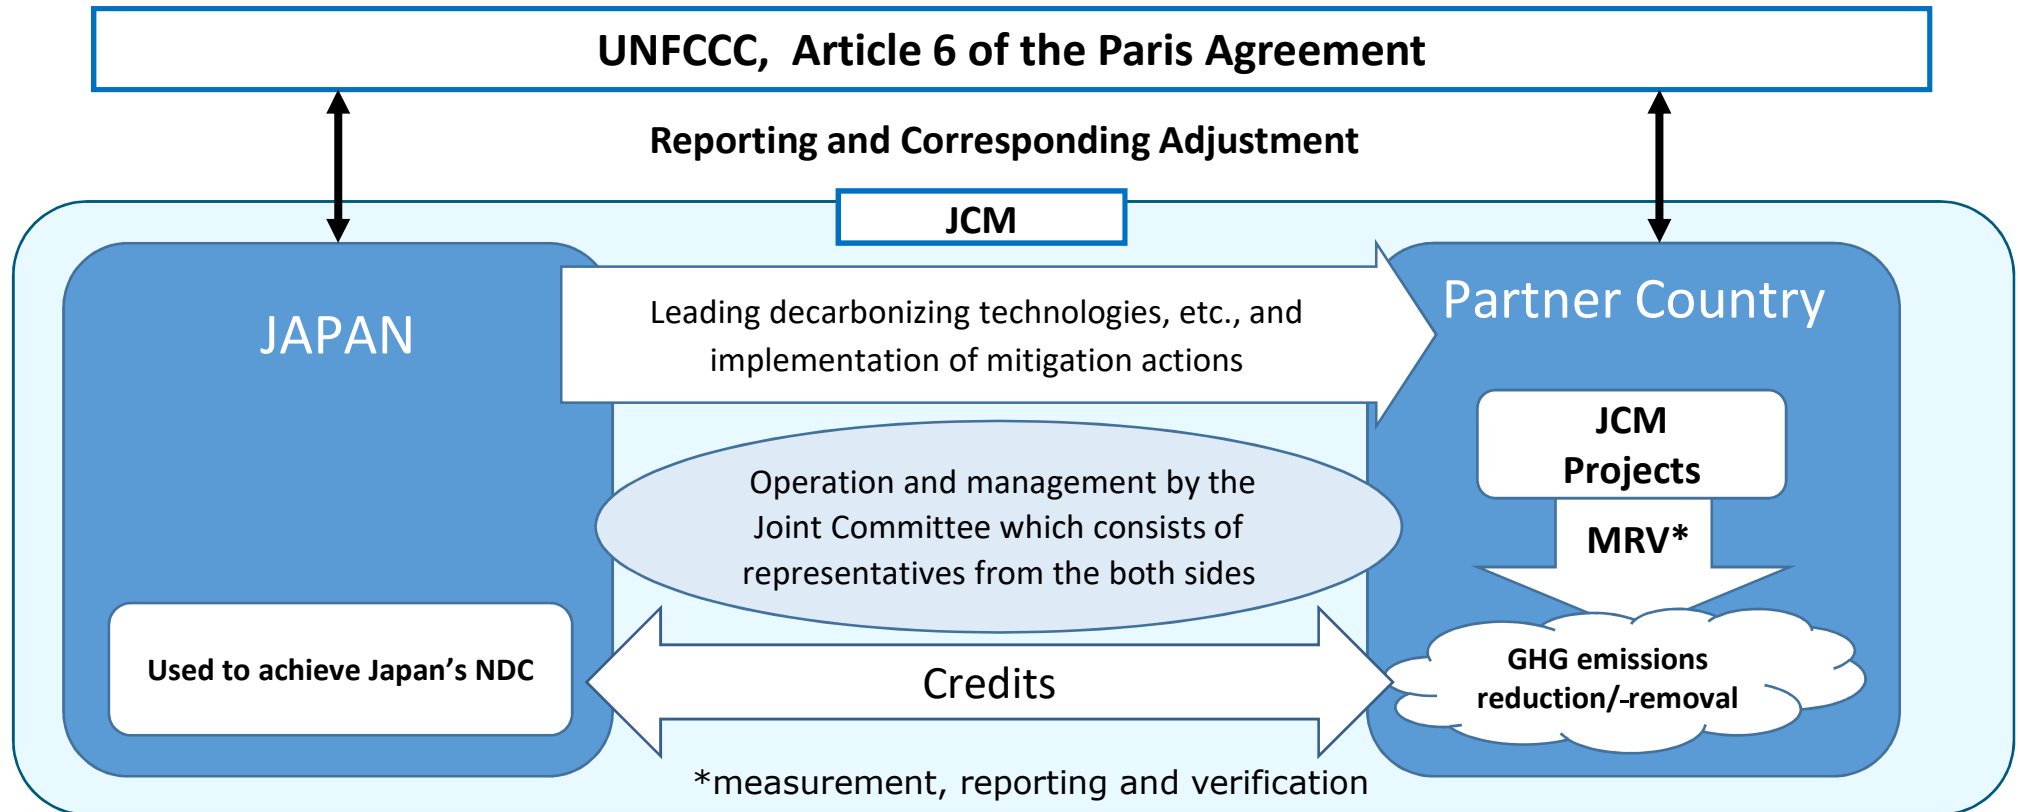 UNFCCC, Article 6 of the Paris Agreement
Reporting and Corresponding Adjustment
JCM
JAPAN
Leading decarbonizing technologies, etc., and
implementation of mitigation actions
Partner Country
JCM
Projects
MRV*
Operation and management by the
Joint Committee which consists of
representatives from the both sides
Used to achieve Japan's NDC
Credits
GHG emissions
reduction/-removal
*measurement, reporting and verification